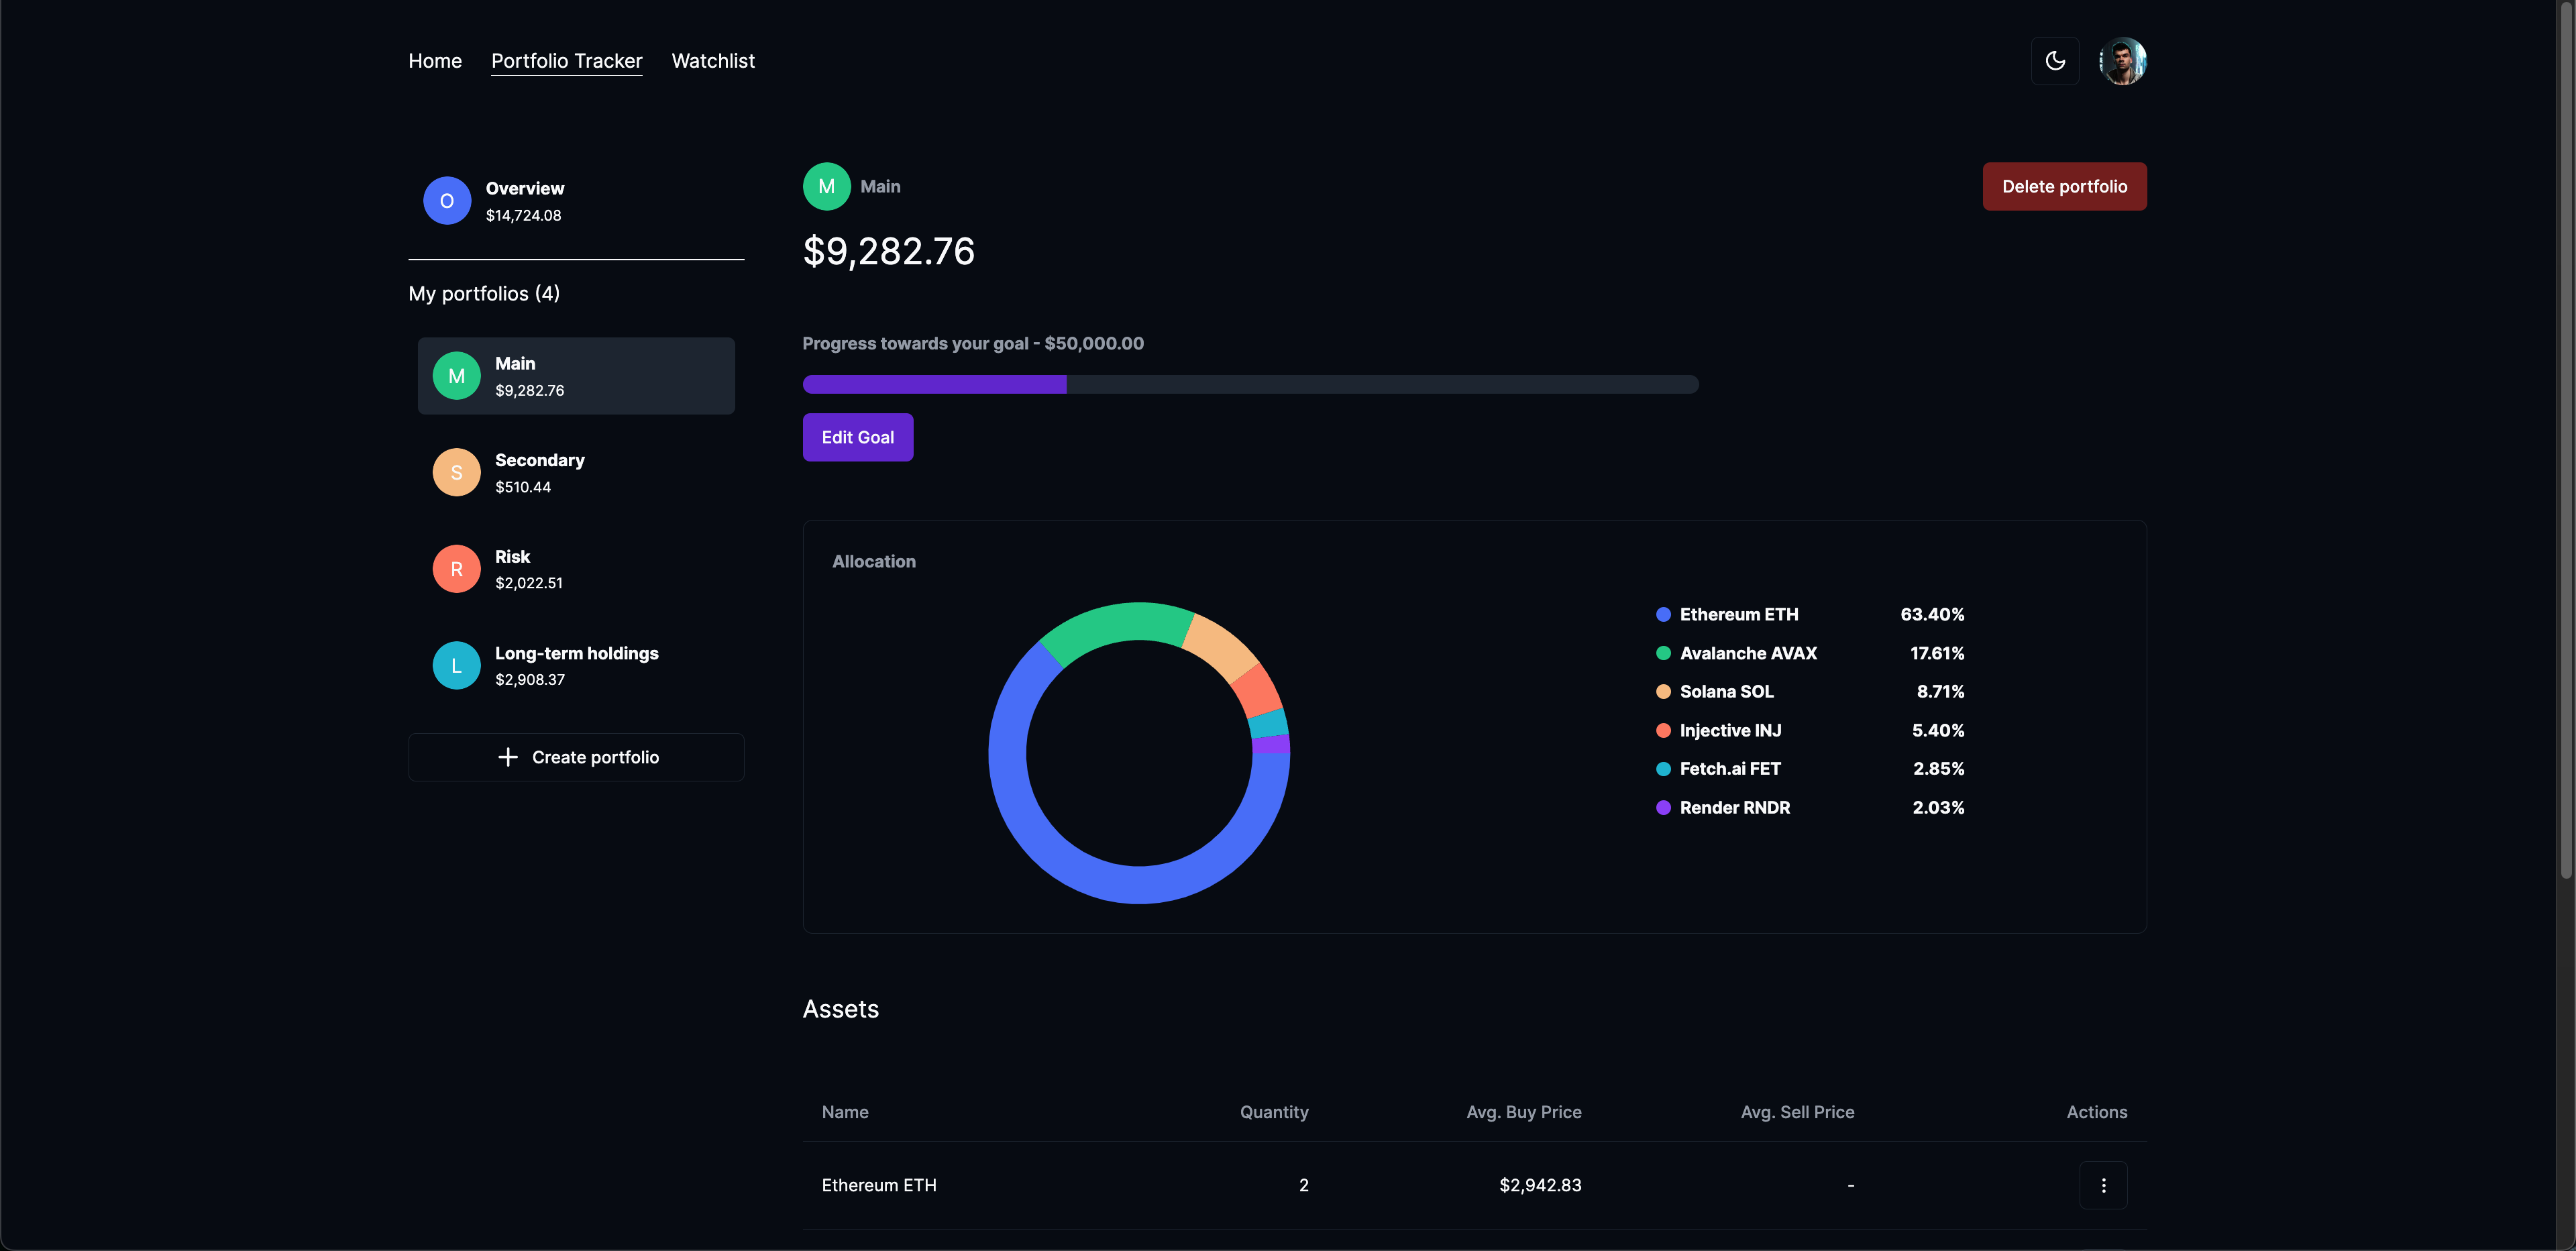 Home Portfolio Tracker Watchlist
O Overview
$14,724.08
My portfolios (4)
M Main
$9,282.76
S Secondary
$510.44
R Risk
$2,022.51
L Long-term holdings
$2,908.37
+ Create portfolio
M Main
Delete portfolio
$9,282.76
Progress towards your goal - $50,000.00
Edit Goal
Allocation
Ethereum ETH 63.40%
Avalanche AVAX 17.61%
Solana SOL 8.71%
Injective INJ 5.40%
Fetch.ai FET 2.85%
Render RNDR 2.03%
Assets
Name Quantity Avg. Buy Price Avg. Sell Price Actions
Ethereum ETH 2 $2,942.83 -